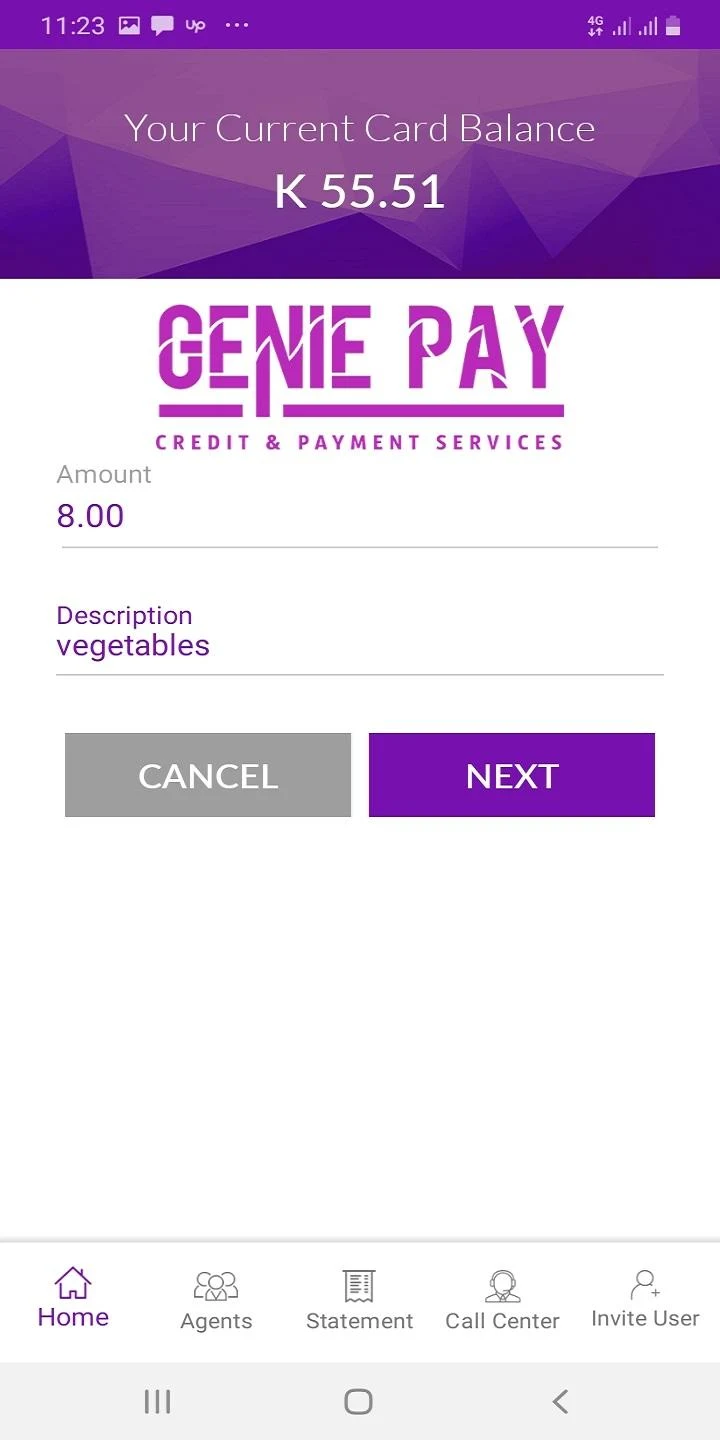 11:23 up 4G
Your Current Card Balance
K 55.51
GENIE PAY
CREDIT & PAYMENT SERVICES
Amount
8.00
Description
vegetables
CANCEL NEXT
Home Agents Statement Call Center Invite User